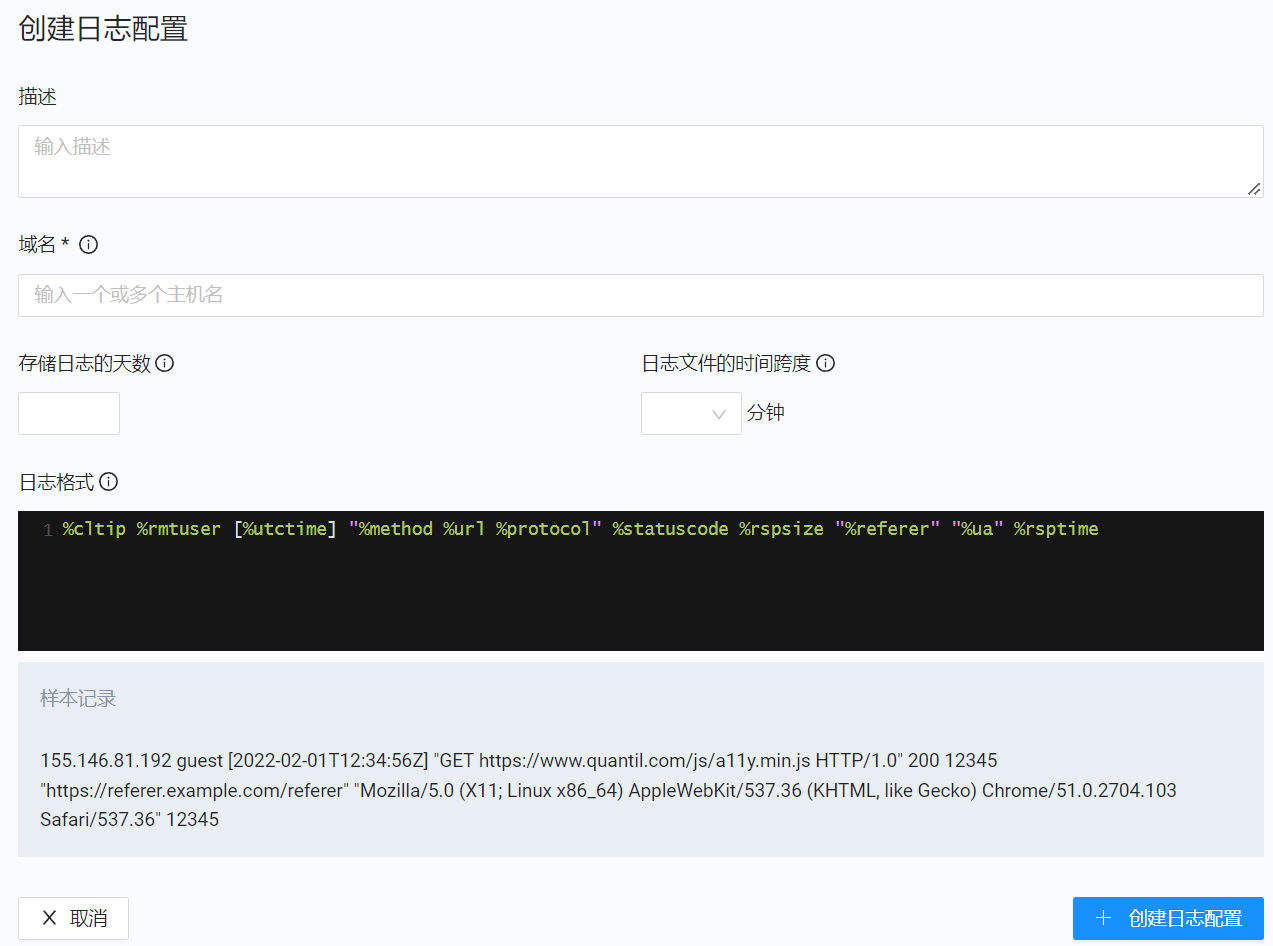 创建日志配置
描述
输入描述
域名 *
输入一个或多个主机名
存储日志的天数
日志文件的时间跨度
分钟
日志格式
1 %cltip %rmtuser [%utctime] "%method %url %protocol" %statuscode %rspsize "%referer" "%ua" %rsptime
样本记录
155.146.81.192 guest [2022-02-01T12:34:56Z] "GET https://www.quantil.com/js/a11y.min.js HTTP/1.0" 200 12345
"https://referer.example.com/referer" "Mozilla/5.0 (X11; Linux x86_64) AppleWebKit/537.36 (KHTML, like Gecko) Chrome/51.0.2704.103
Safari/537.36" 12345
取消
创建日志配置